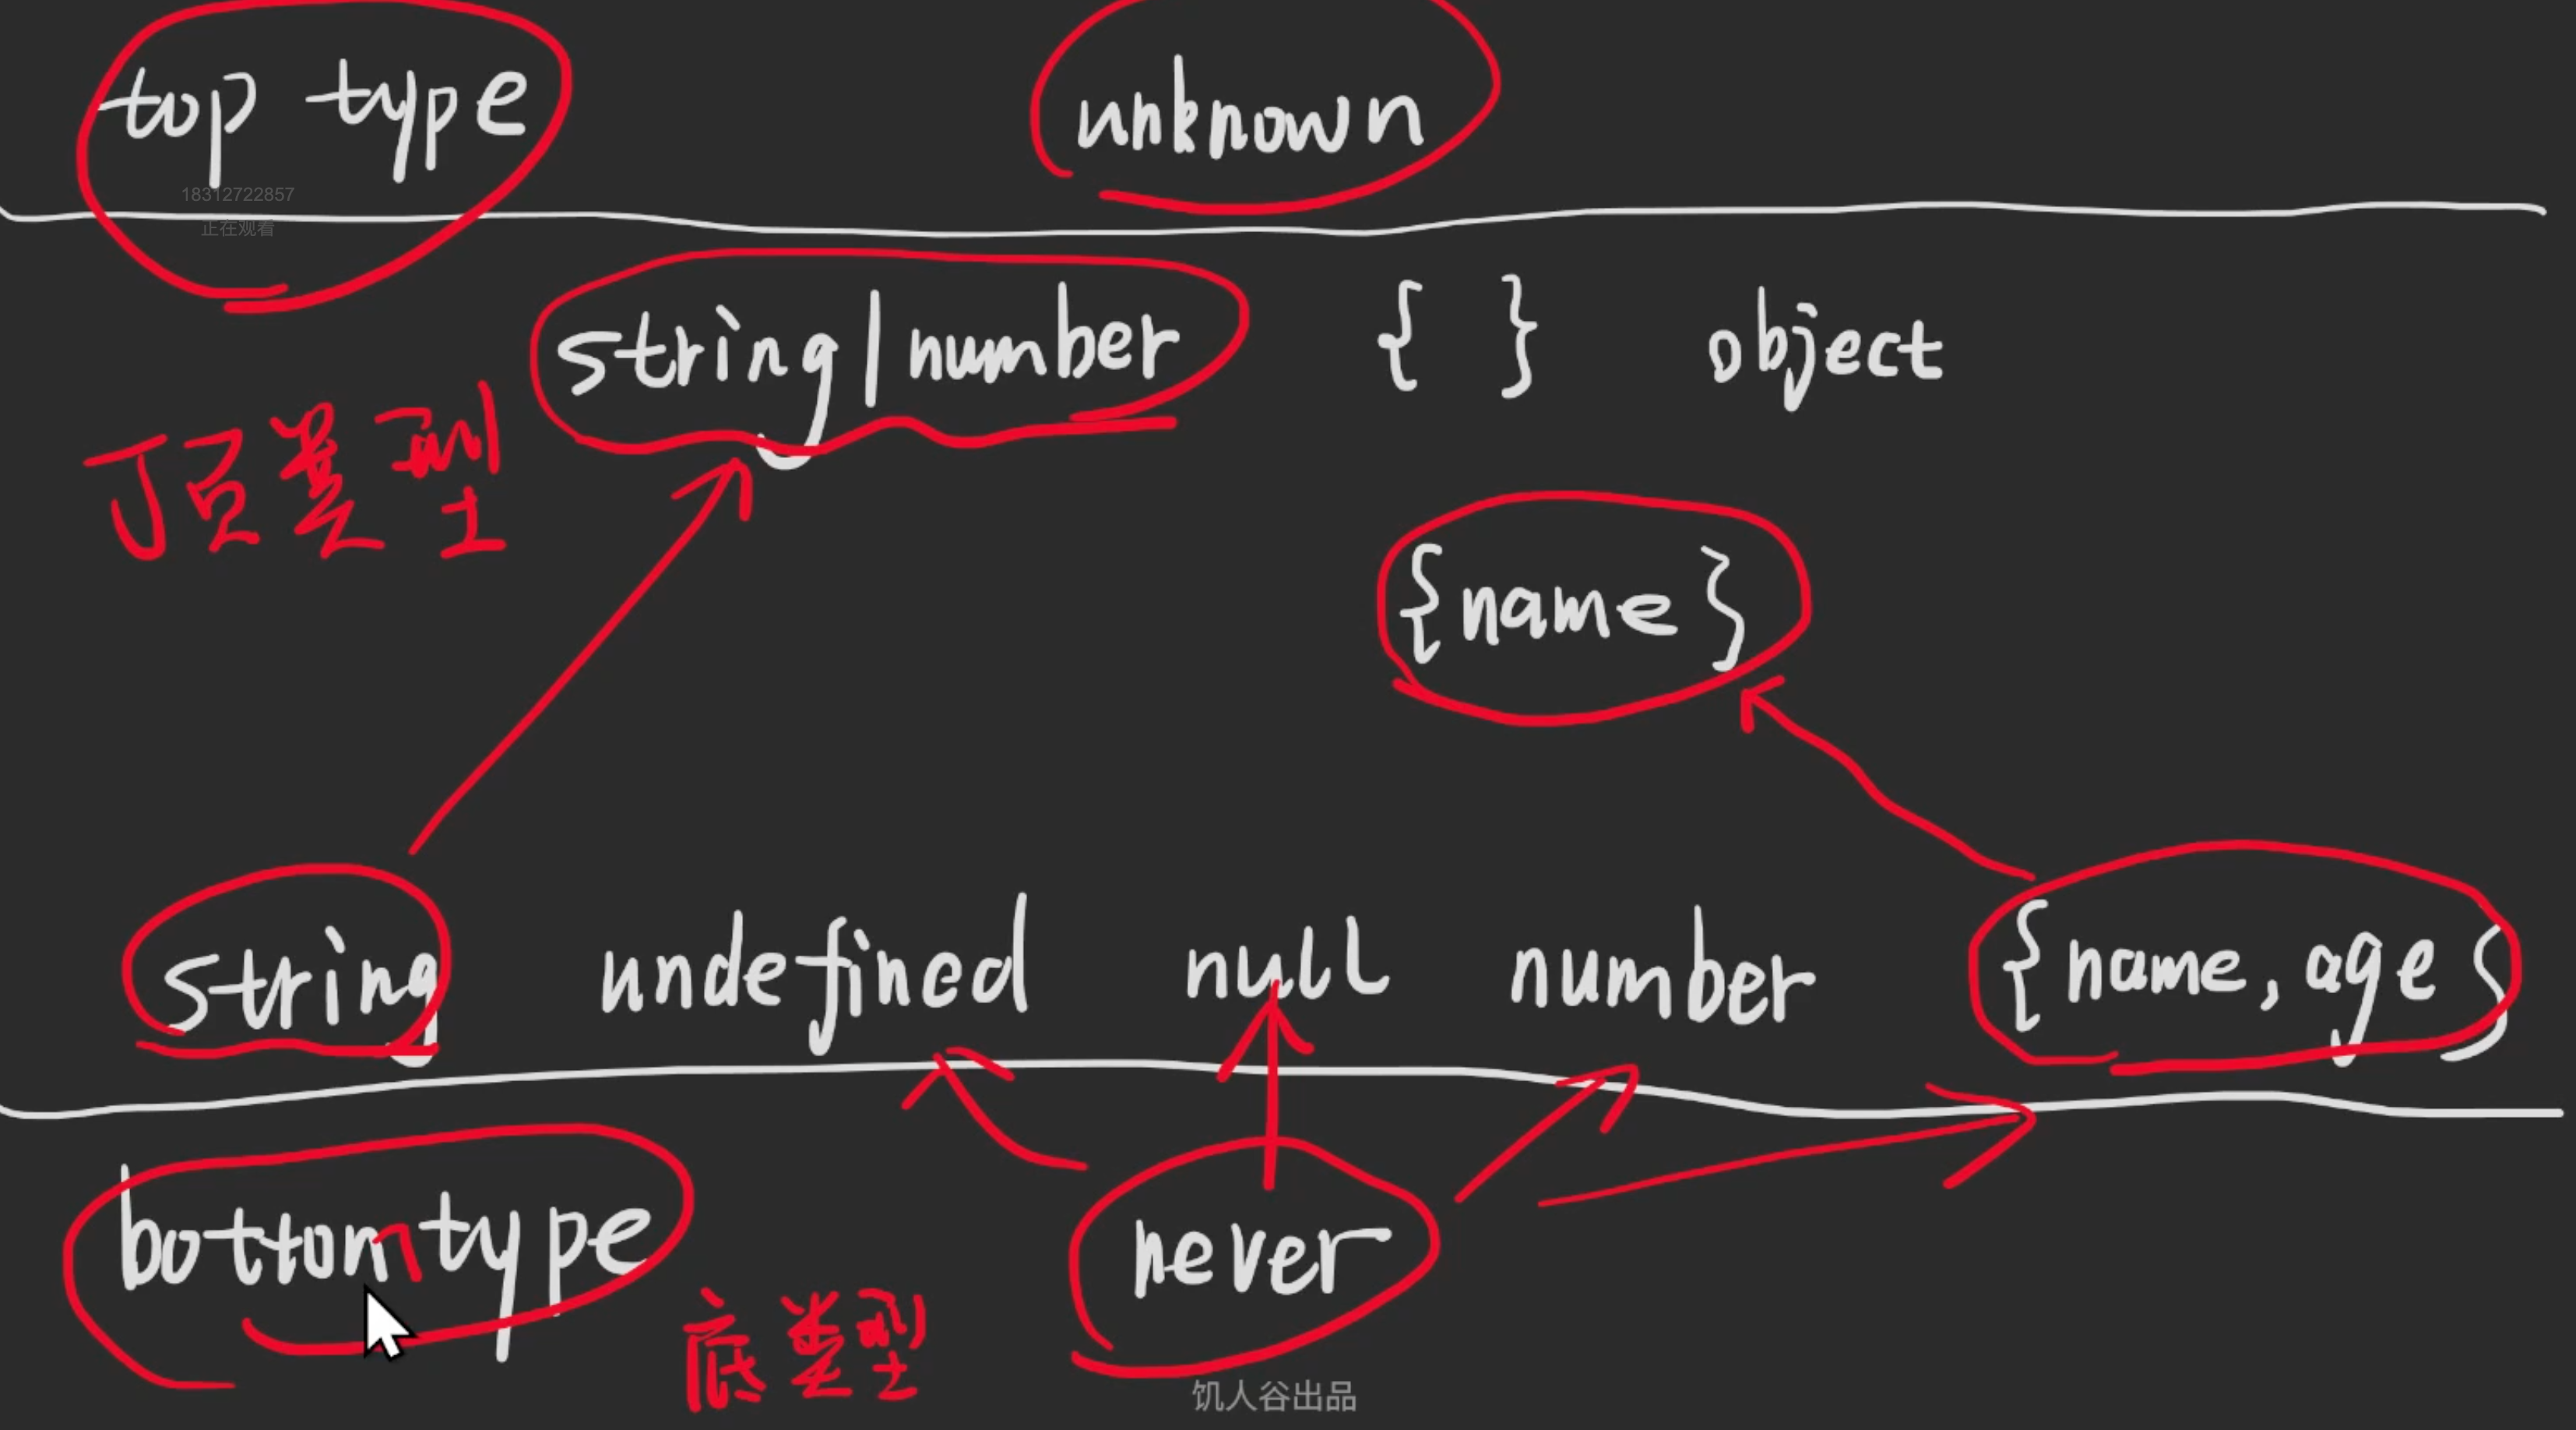 top type unknown
18312722857
正在观看
string | number { } object
顶类型
{name}
string undefined null number {name, age}
bottom type never
底类型
饥人谷出品